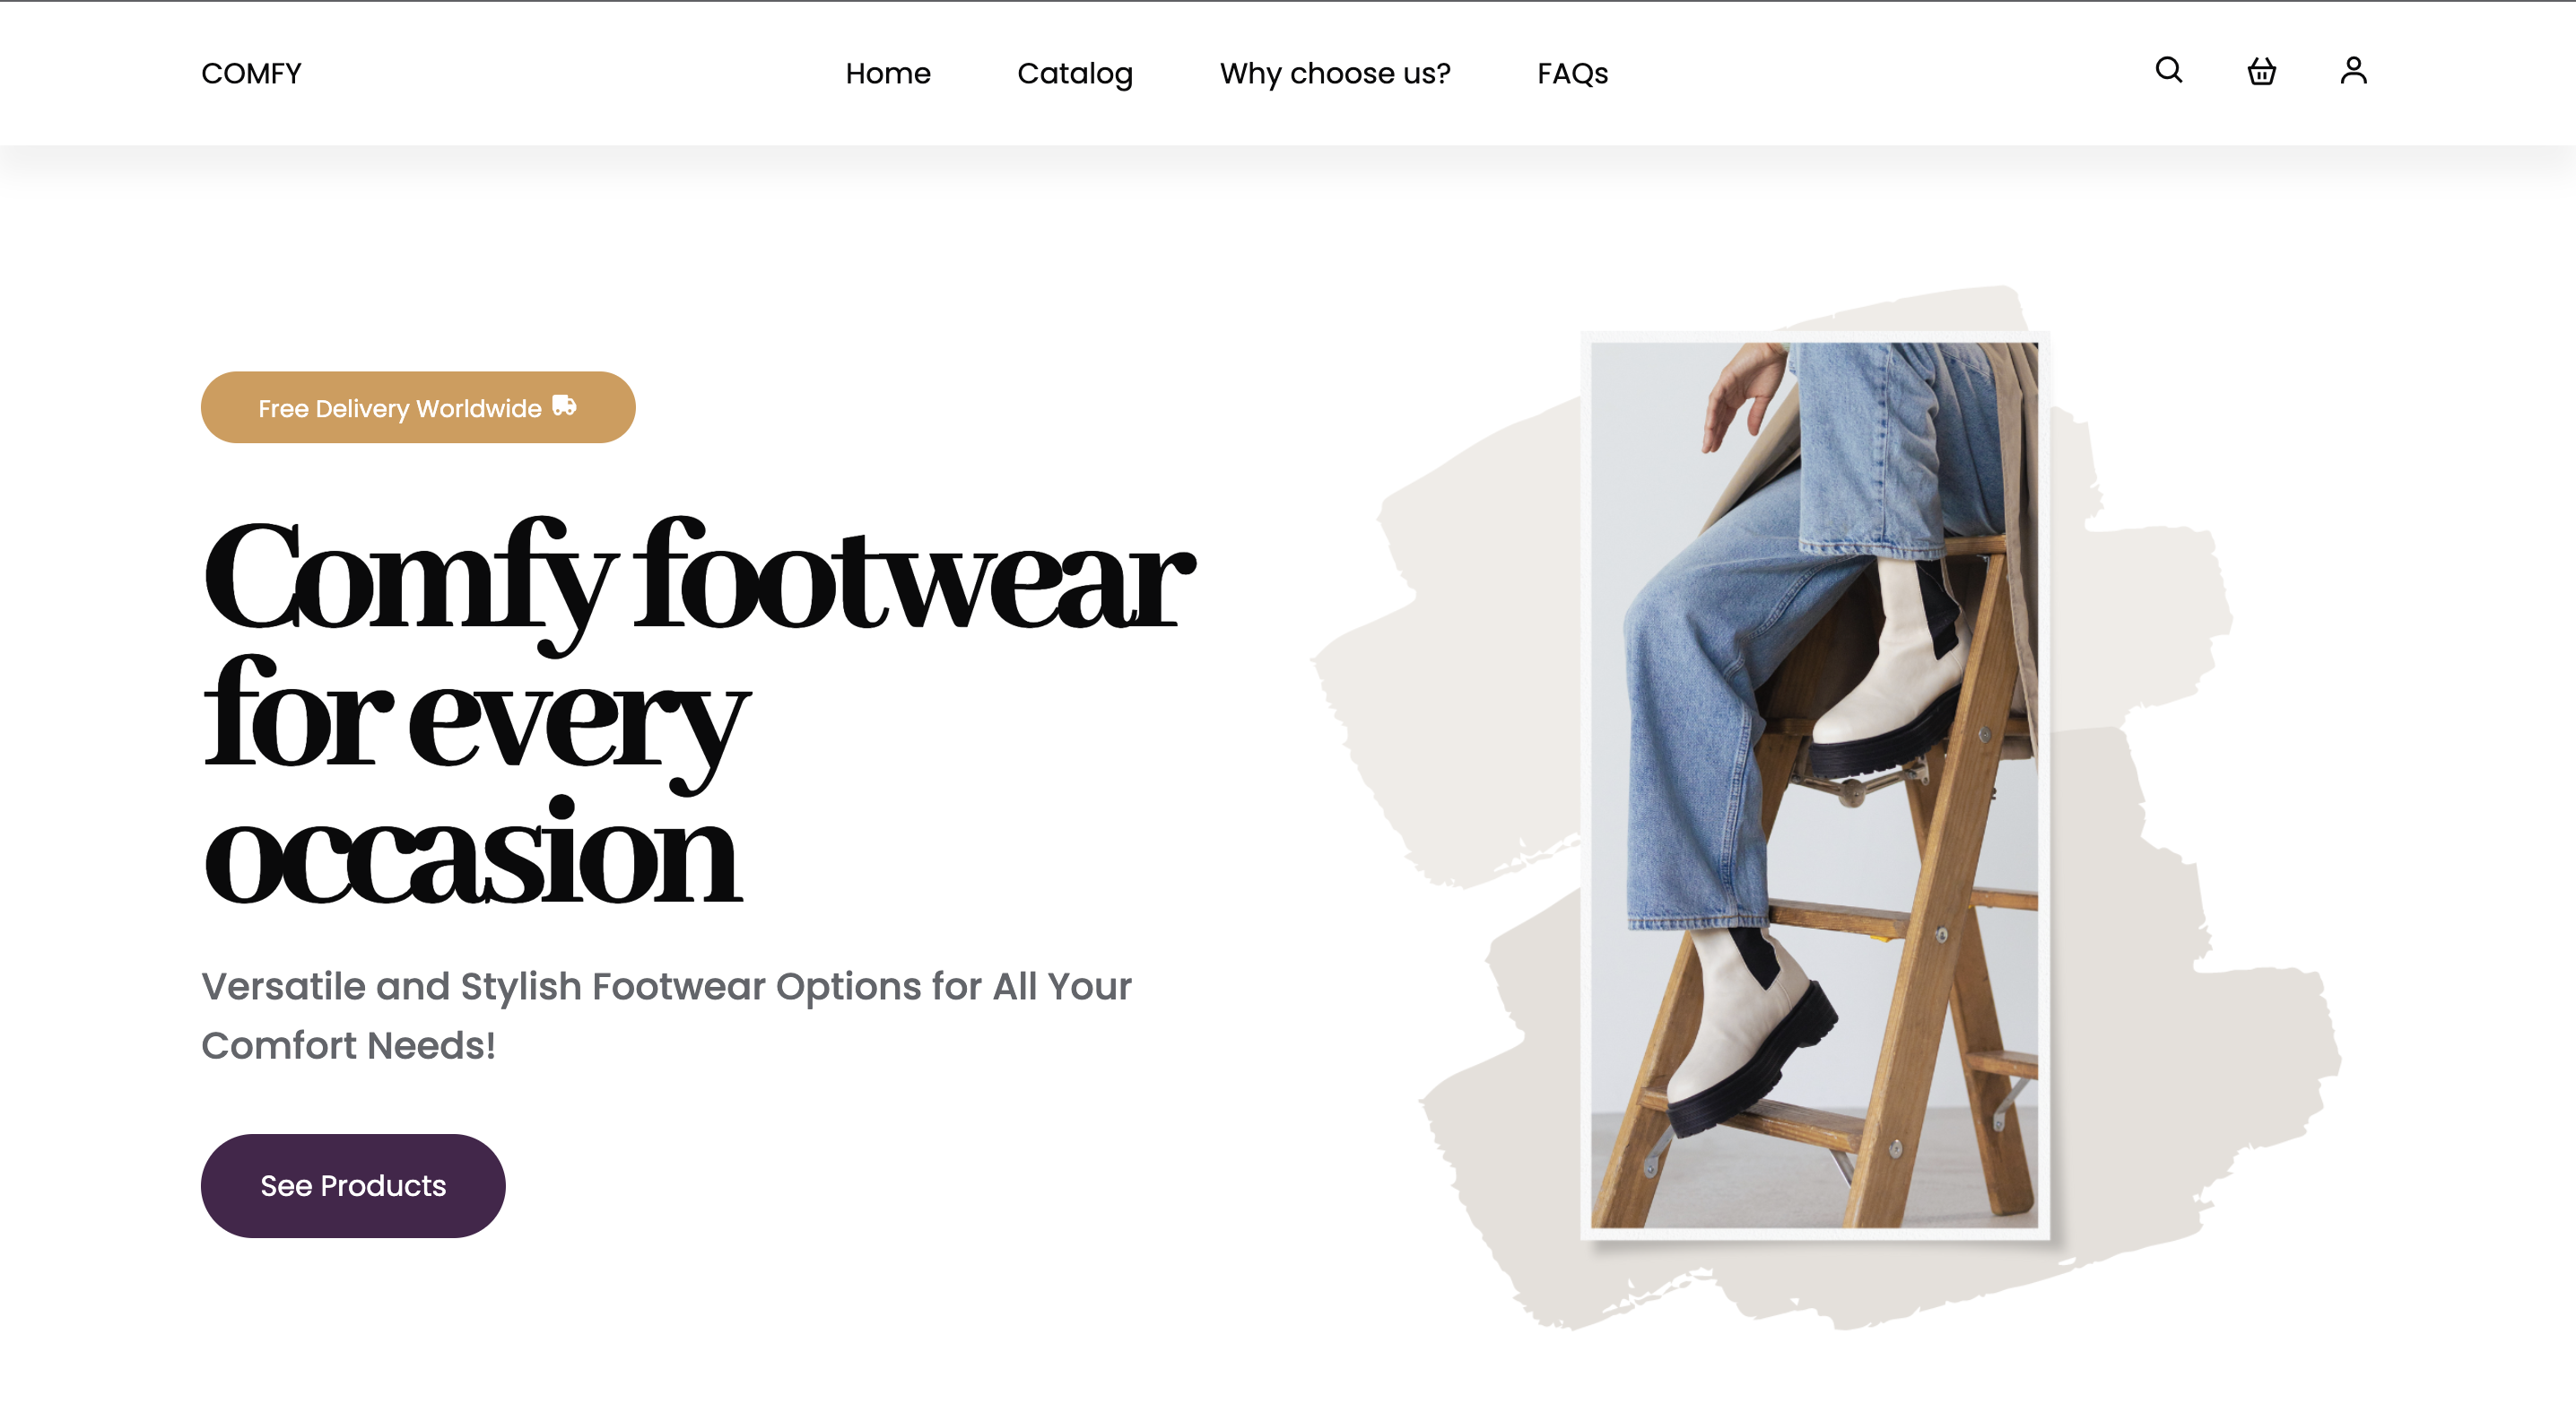 COMFY
Home
Catalog
Why choose us?
FAQs
Free Delivery Worldwide
Comfy footwear
for every
occasion
Versatile and Stylish Footwear Options for All Your
Comfort Needs!
See Products